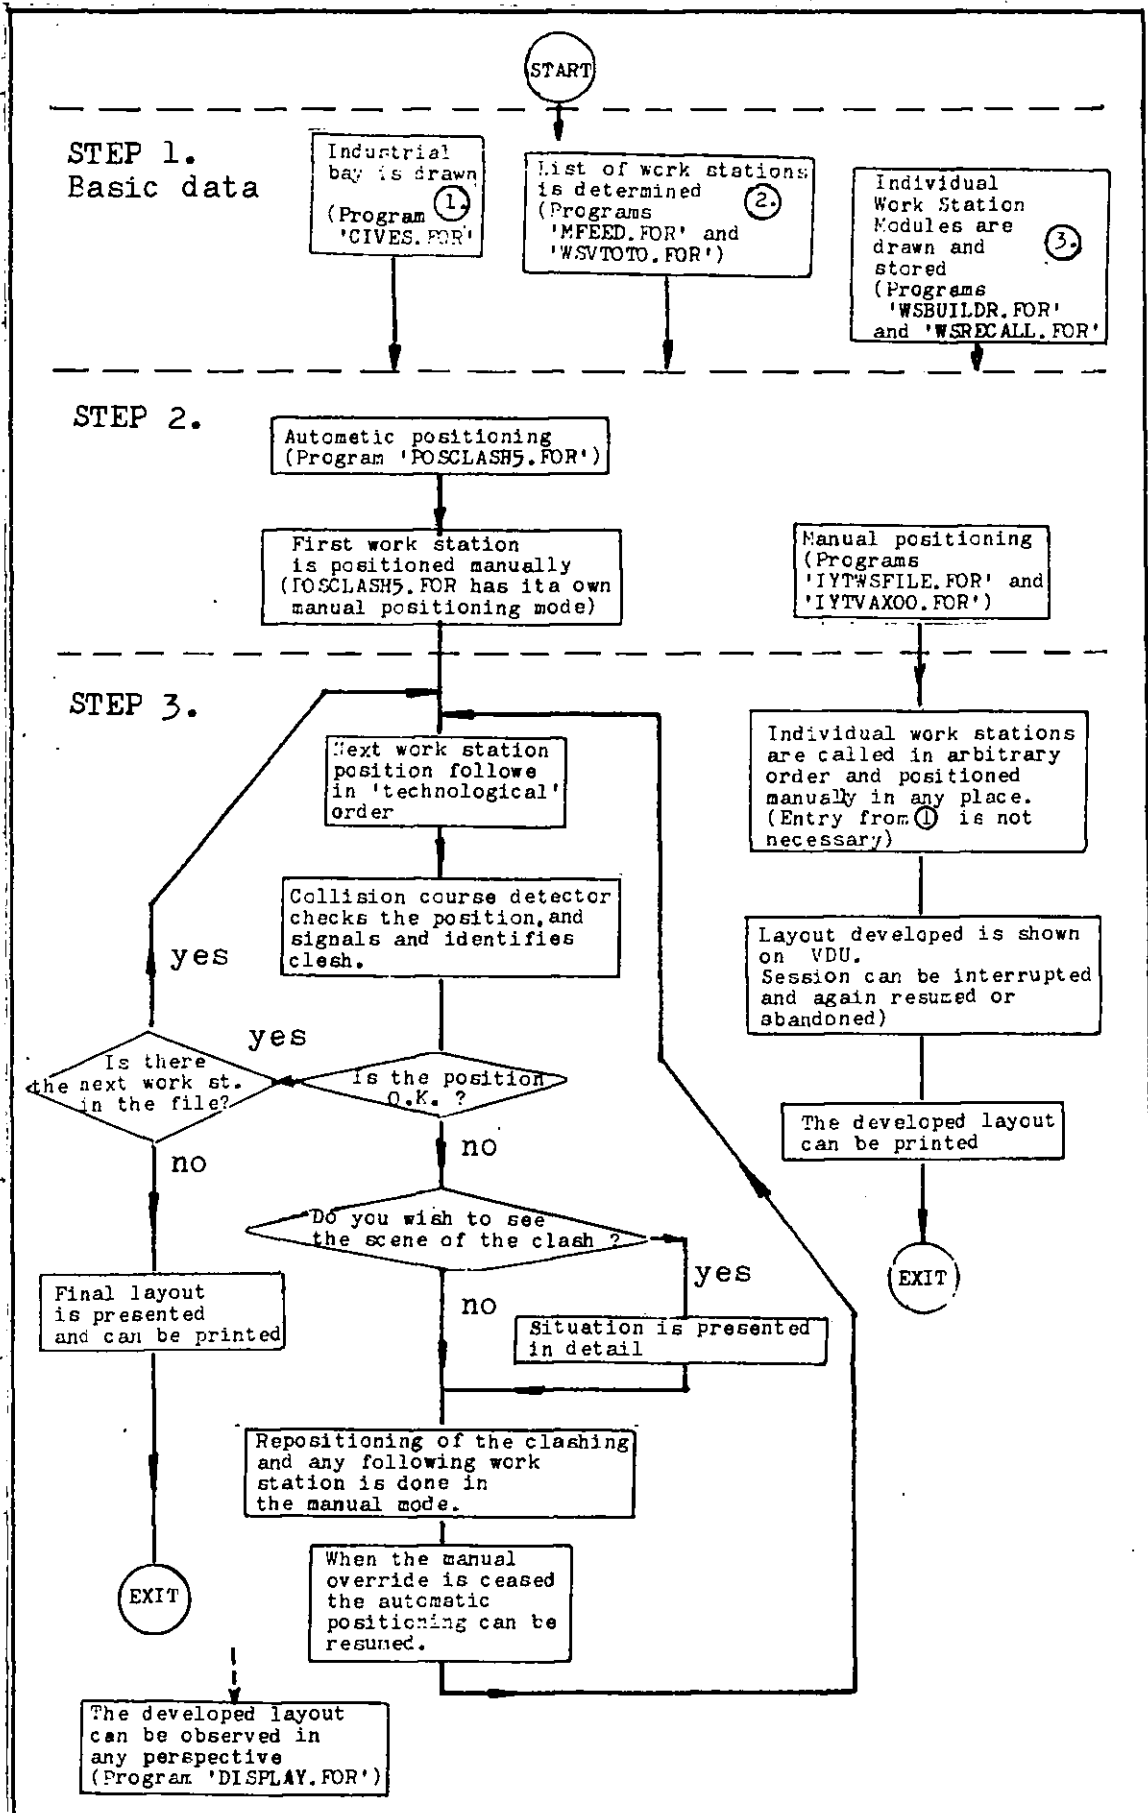 START
STEP 1.
Basic data
Industrial
bay is drawn
1.
(Program
'CIVES.FOR'
List of work stations
is determined
2.
(Programs
'MFEED.FOR' and
'WSVTOTO.FOR')
Individual
Work Station
Modules are
drawn and
3.
stored
(Programs
'WSBUILDR.FOR'
and 'WSRECALL.FOR'
STEP 2.
Autometic positioning
(Program 'POSCLASH5.FOR')
First work station
is positioned manually
(POSCLASH5.FOR has ita own
manual positioning mode)
Manual positioning
(Programs
'IYTWSFILE.FOR' and
'IYTVAXOO.FOR')
STEP 3.
Next work station
position followe
in 'technological'
order
Collision course detector
checks the position, and
signals and identifies
clesh.
yes
yes
Is there
the next work st.
in the file?
Is the position
O.K. ?
no
no
Do you wish to see
the scene of the clash ?
yes
no
Final layout
is presented
and can be printed
Situation is presented
in detail
Repositioning of the clashing
and any following work
station is done in
the manual mode.
When the manual
override is ceased
the automatic
positioning can be
resumed.
EXIT
The developed layout
can be observed in
any perspective
(Program 'DISPLAY.FOR')
Individual work stations
are called in arbitrary
order and positioned
manually in any place.
(Entry from 1 is not
necessary)
Layout developed is shown
on VDU.
Session can be interrupted
and again resumed or
abandoned)
The developed layout
can be printed
EXIT